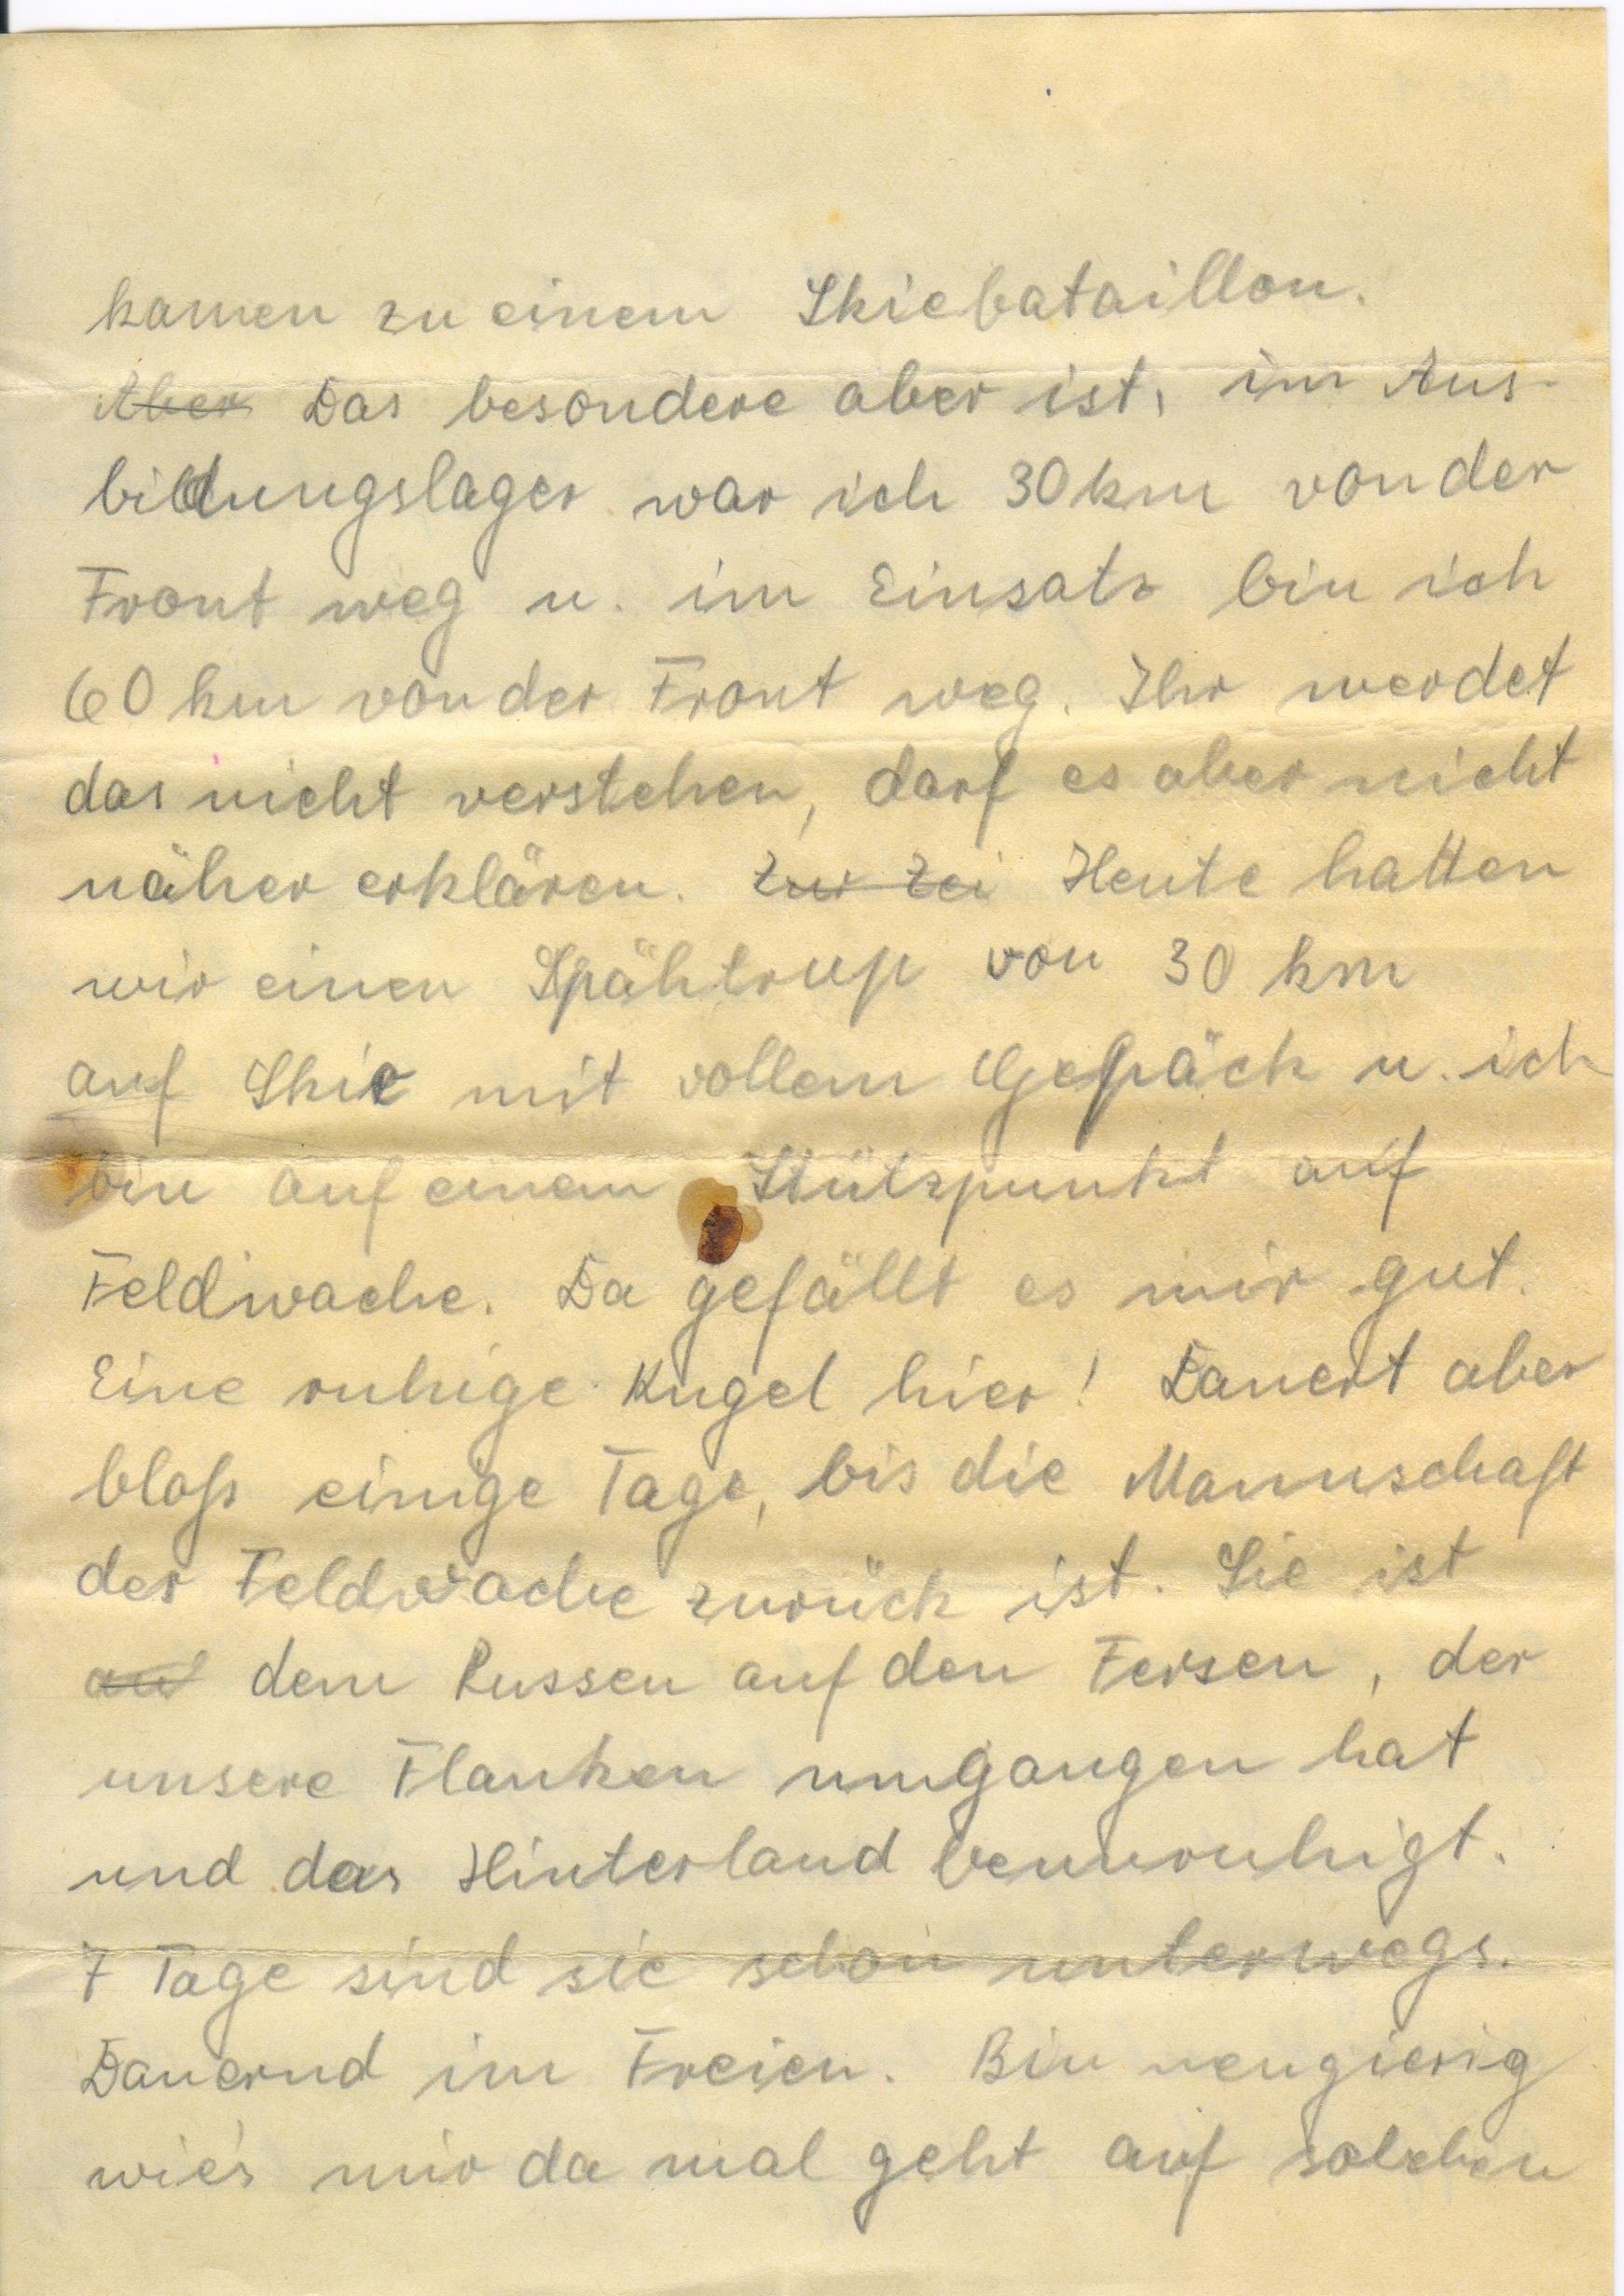 kamen zu einem Skiebataillon.
Aber Das besondere aber ist, im Aus-
bildungslager war ich 30 km von der
Front weg u. im Einsatz bin ich
60 km von der Front weg. Ihr werdet
das nicht verstehen, darf es aber nicht
näher erklären. Zur Zei Heute hatten
wir einen Spähtrup von 30 km
auf Skie mit vollem Gepäck u. ich
bin auf einem Stützpunkt auf
Feldwache. Da gefällt es mir gut.
Eine ruhige Kugel hier! Dauert aber
bloß einige Tage, bis die Mannschaft
der Feldwache zurück ist. Sie ist
auf dem Russen auf den Fersen, der
unsere Flanken umgangen hat
und das Hinterland beunruhigt.
7 Tage sind sie schon unterwegs.
Dauernd im Freien. Bin neugierig
wie's mir da mal geht auf solchen